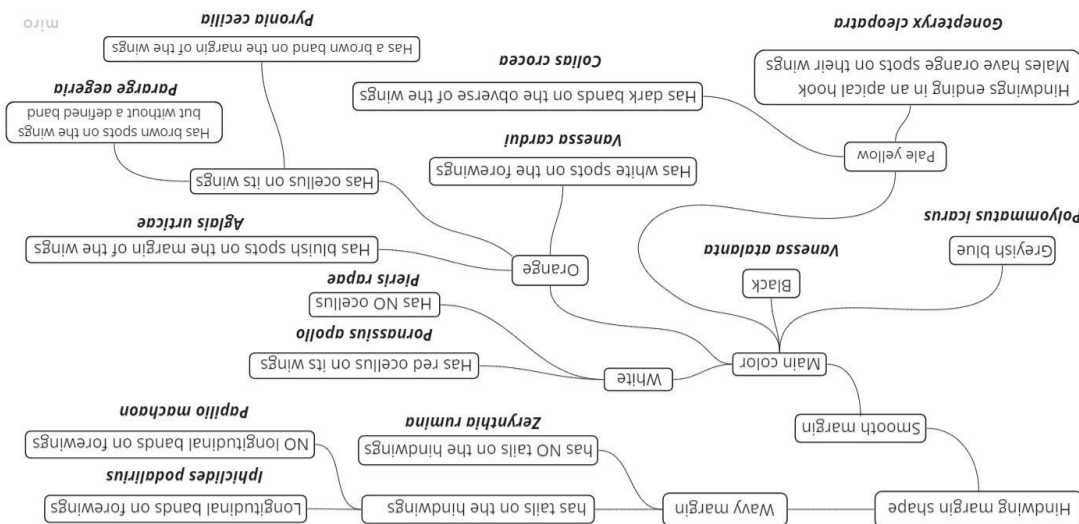 Hindwing margin shape
Wavy margin
has tails on the hindwings
Longitudinal bands on forewings
Iphiclides podalirius
NO longitudinal bands on forewings
Papilio machaon
has NO tails on the hindwings
Zerynthia rumina
Smooth margin
Main color
White
Has red ocellus on its wings
Pornassius apollo
Has NO ocellus
Pieris rapae
Orange
Has bluish spots on the margin of the wings
Aglais urticae
Has ocellus on its wings
Has brown spots on the wings
but without a defined band
Pararge aegeria
Has a brown band on the margin of the wings
Pyronia cecilia
Has white spots on the forewings
Vanessa cardui
Black
Vanessa atalanta
Greyish blue
Polyommatus icarus
Pale yellow
Has dark bands on the obverse of the wings
Colias crocea
Hindwings ending in an apical hook
Males have orange spots on their wings
Gonepteryx cleopatra
miro